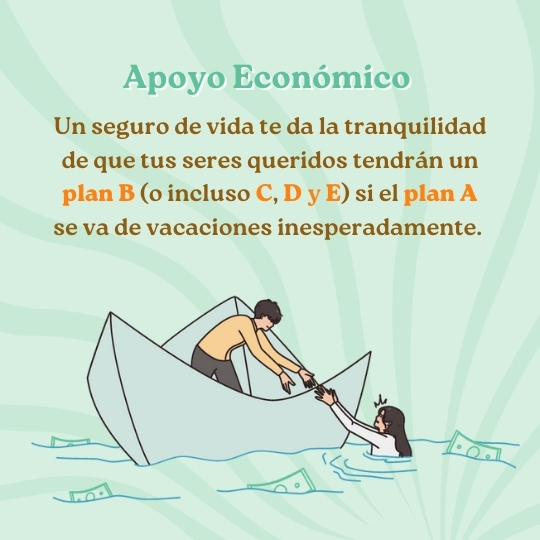 Apoyo Económico
Un seguro de vida te da la tranquilidad
de que tus seres queridos tendrán un
plan B (o incluso C, D y E) si el plan A
se va de vacaciones inesperadamente.